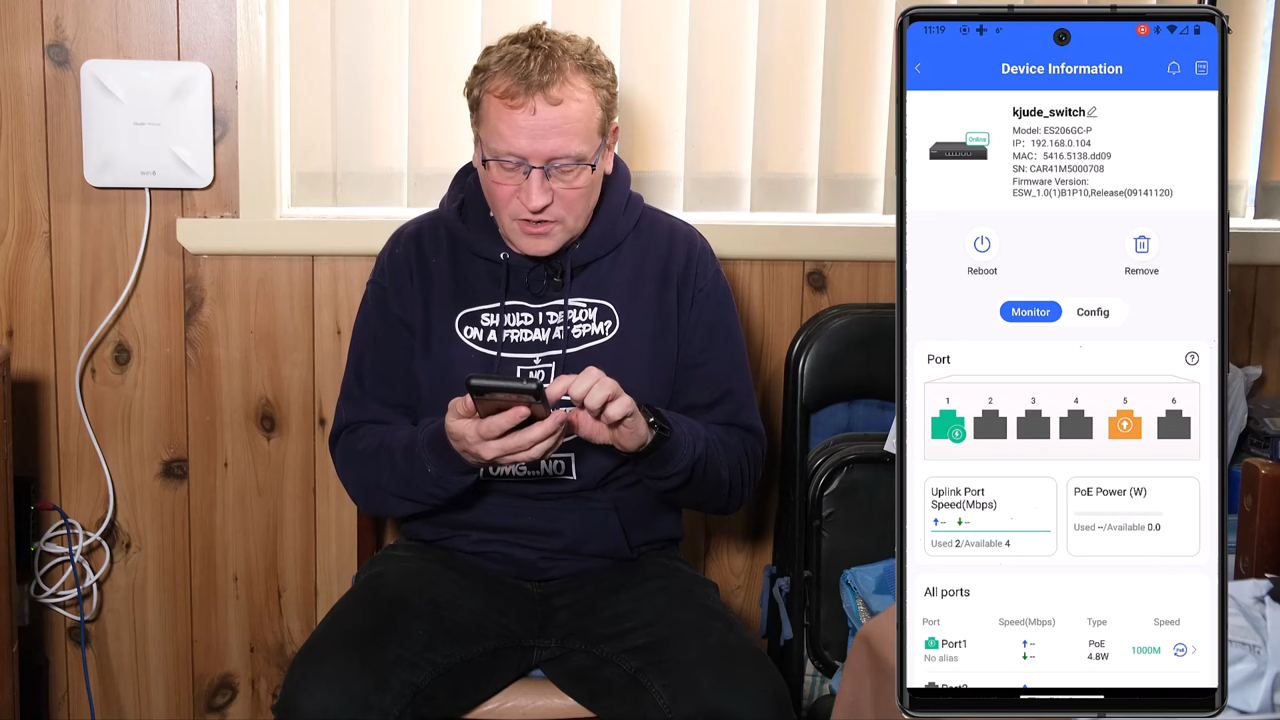 SHOULD I DEPLOY
ON A FRIDAY AT 5PM?
NO
OMG...NO
WiFi6
11:19
6°
Device Information
kjude_switch
Model: ES206GC-P
IP: 192.168.0.104
MAC: 5416.5138.dd09
SN: CAR41M5000708
Firmware Version:
ESW_1.0(1)B1P10,Release(09141120)
Online
Reboot
Remove
Monitor
Config
Port
?
1
2
3
4
5
6
Uplink Port
Speed(Mbps)
↑-- ↓--
Used 2/Available 4
PoE Power (W)
Used --/Available 0.0
All ports
Port
Speed(Mbps)
Type
Speed
Port1
No alias
↑ --
↓ --
PoE
4.8W
1000M
PoE